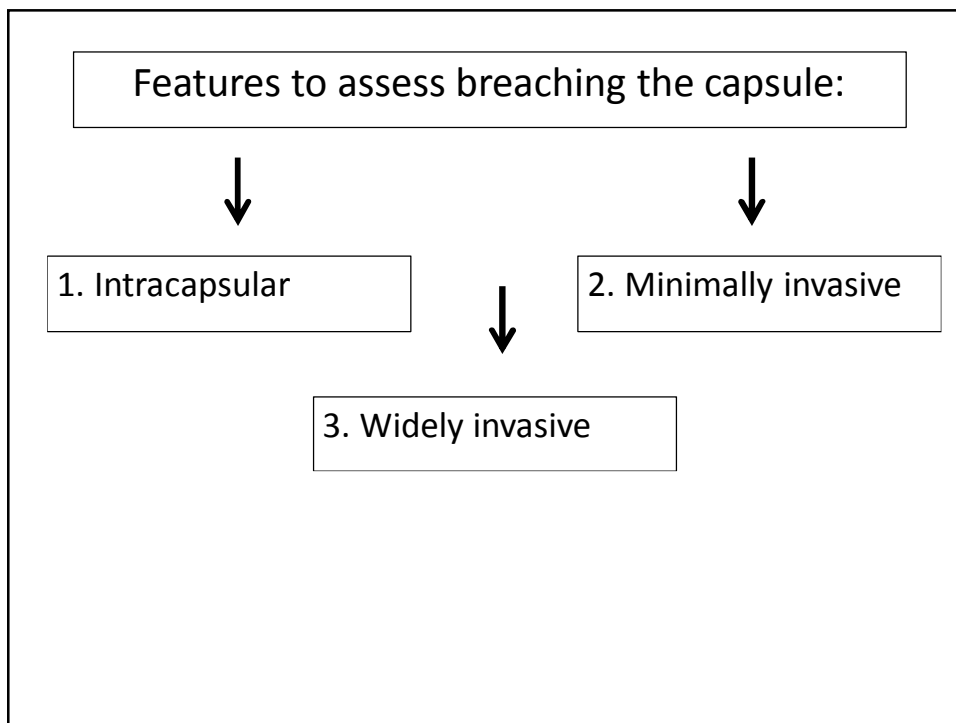 Features to assess breaching the capsule:
1. Intracapsular
2. Minimally invasive
3. Widely invasive